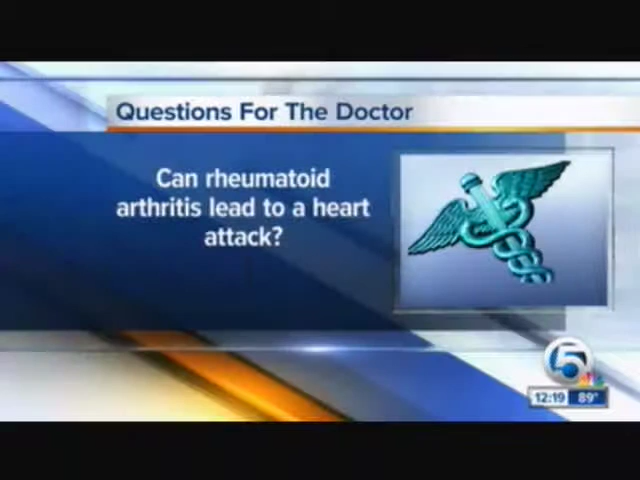 Questions For The Doctor
Can rheumatoid
arthritis lead to a heart
attack?
5
12:19 89°